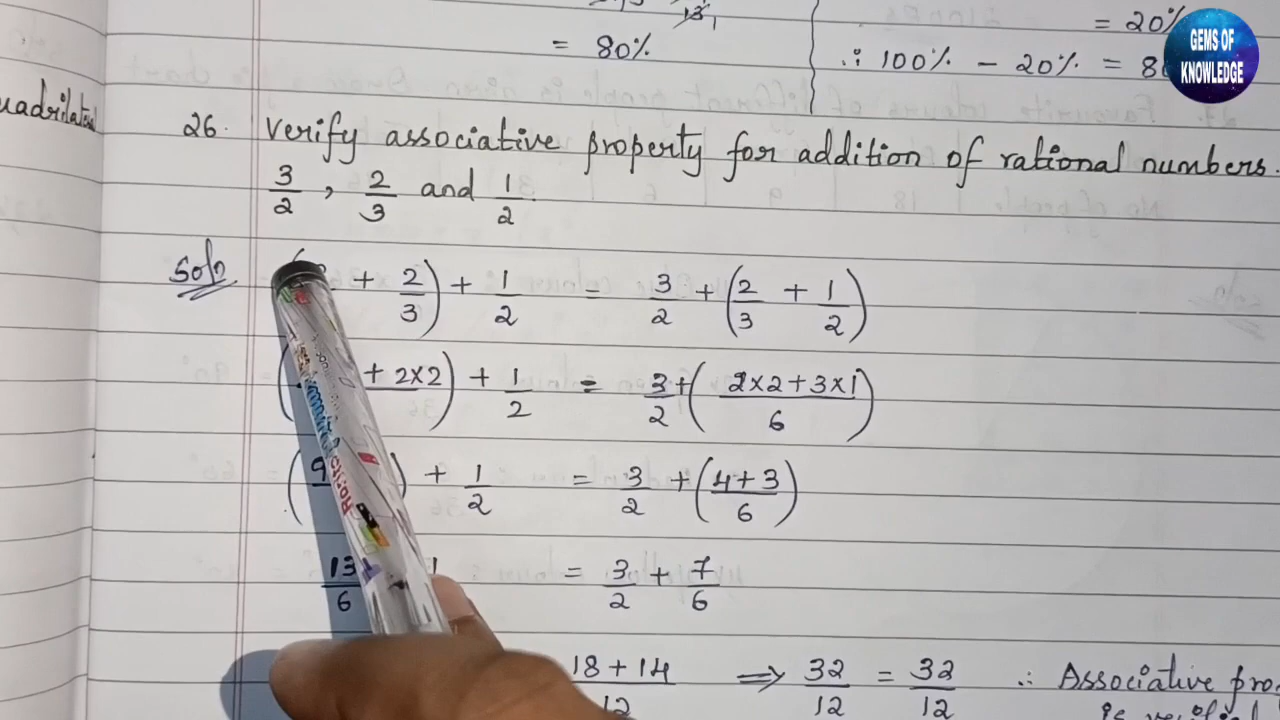 = 80%
= 20%
∴ 100% - 20% = 8
GEMS OF
KNOWLEDGE
26. Verify associative property for addition of rational numbers.
3/2 , 2/3 and 1/2.
Soln
+ 2/3) + 1/2 = 3/2 + (2/3 + 1/2)
+ 2×2) + 1/2 = 3/2 + (2×2+3×1/6)
(9 ) + 1/2 = 3/2 + (4+3/6)
13/6 1 = 3/2 + 7/6
18+14/12 ⇒ 32/12 = 32/12 ∴ Associative